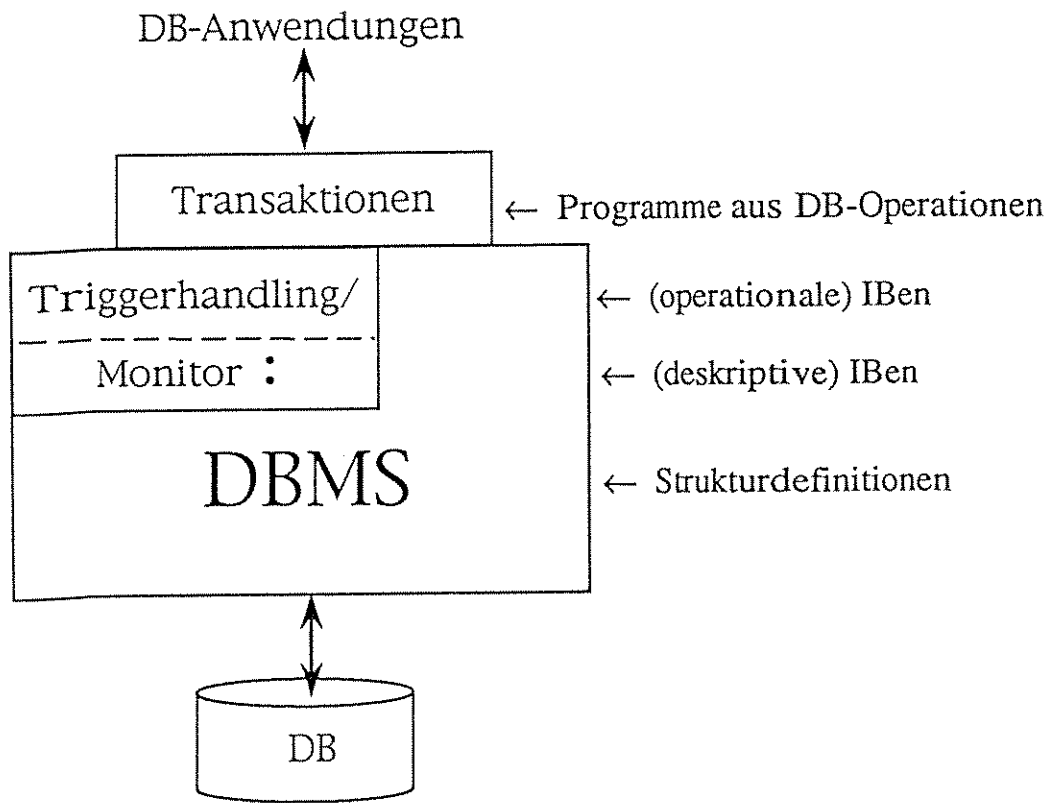 DB-Anwendungen
Transaktionen
← Programme aus DB-Operationen
Triggerhandling/
← (operationale) IBen
Monitor :
← (deskriptive) IBen
DBMS
← Strukturdefinitionen
DB